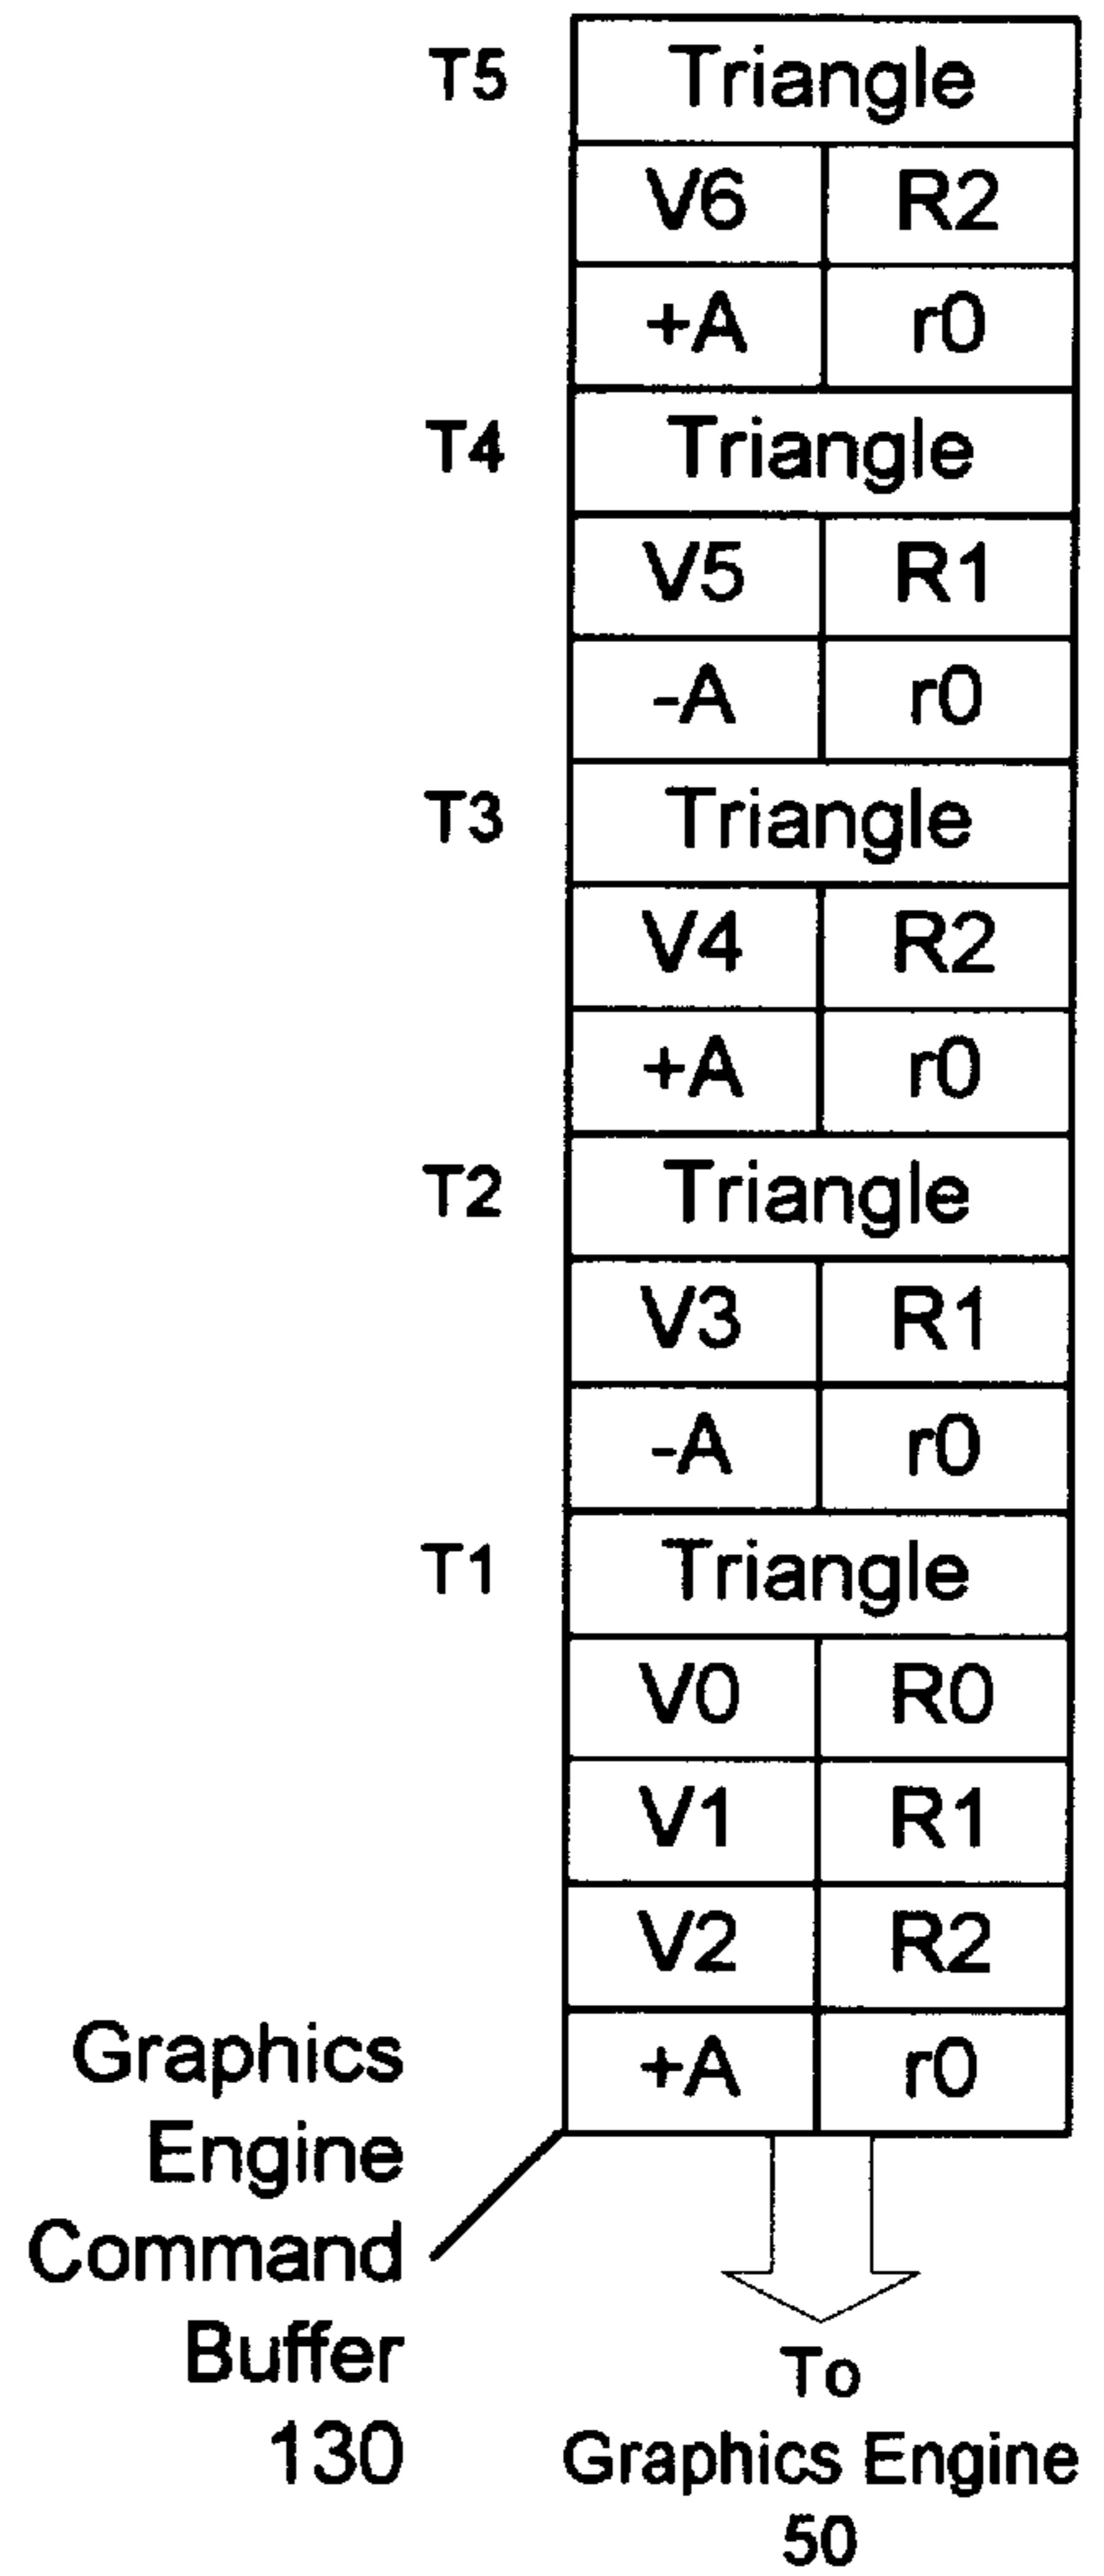 T5 Triangle
V6 R2
+A r0
T4 Triangle
V5 R1
-A r0
T3 Triangle
V4 R2
+A r0
T2 Triangle
V3 R1
-A r0
T1 Triangle
V0 R0
V1 R1
V2 R2
+A r0
Graphics
Engine
Command
Buffer
130
To
Graphics Engine
50